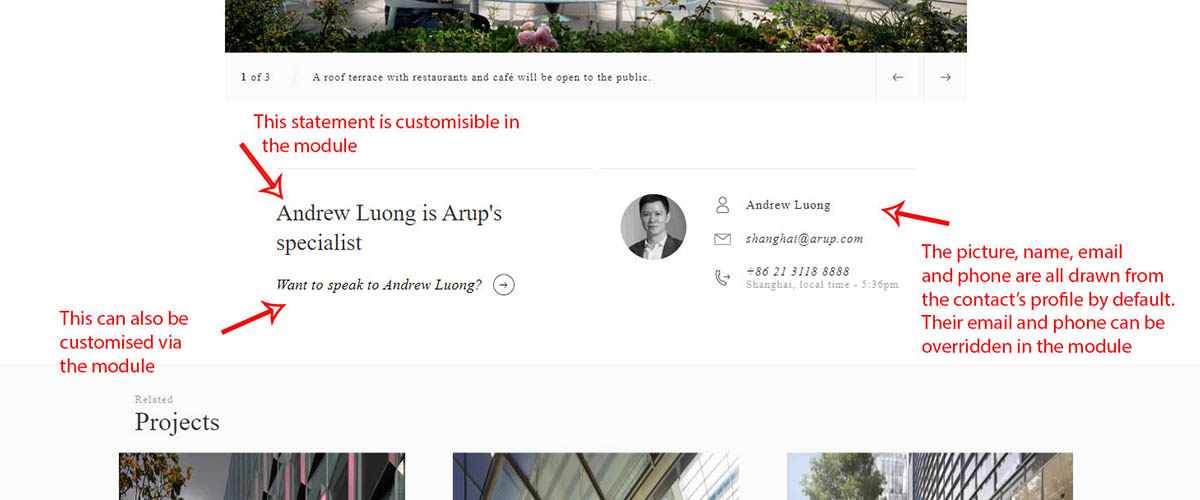 1 of 3
A roof terrace with restaurants and café will be open to the public.
This statement is customisible in
the module
Andrew Luong is Arup's
specialist
Want to speak to Andrew Luong?
This can also be
customised via
the module
Andrew Luong
shanghai@arup.com
+86 21 3118 8888
Shanghai, local time - 5:36pm
The picture, name, email
and phone are all drawn from
the contact’s profile by default.
Their email and phone can be
overridden in the module
Related
Projects